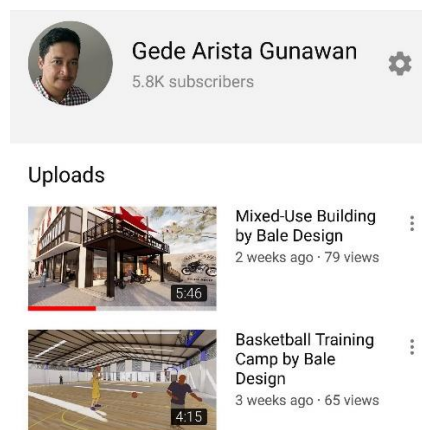 Gede Arista Gunawan
5.8K subscribers
Uploads
Mixed-Use Building
by Bale Design
2 weeks ago · 79 views
5:46
Basketball Training
Camp by Bale
Design
3 weeks ago · 65 views
4:15